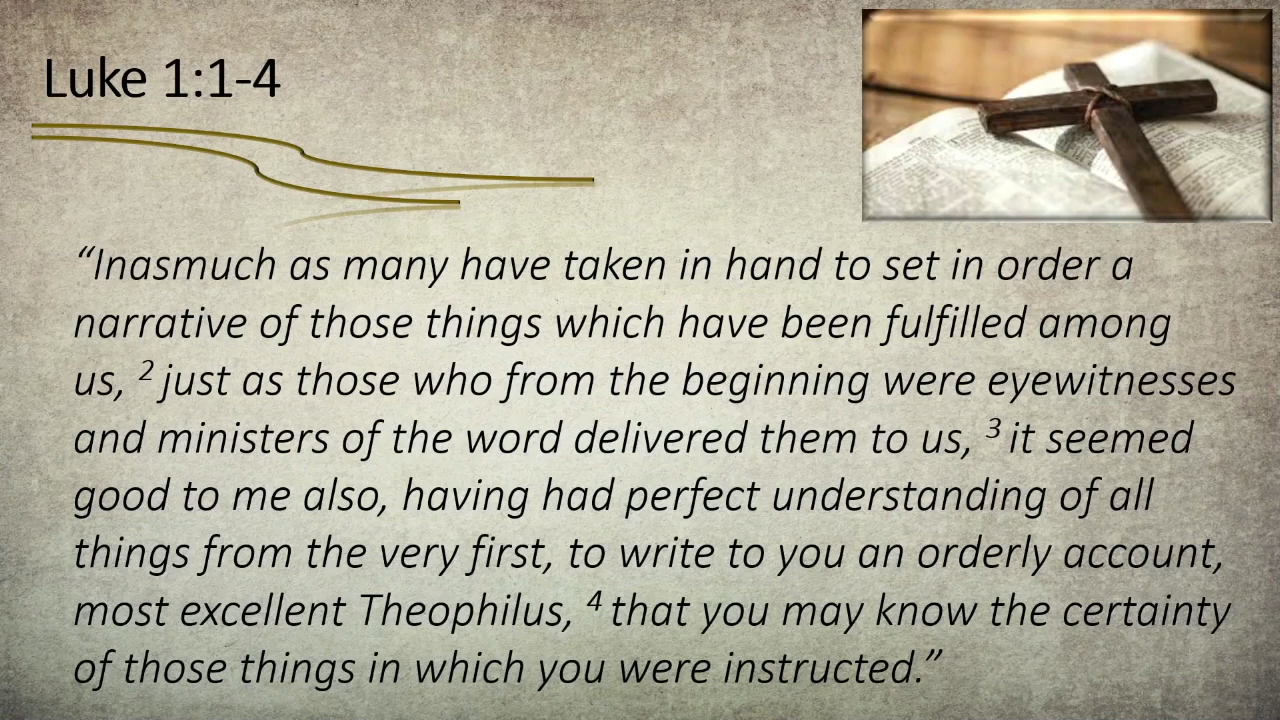 Luke 1:1-4
“Inasmuch as many have taken in hand to set in order a
narrative of those things which have been fulfilled among
us, 2 just as those who from the beginning were eyewitnesses
and ministers of the word delivered them to us, 3 it seemed
good to me also, having had perfect understanding of all
things from the very first, to write to you an orderly account,
most excellent Theophilus, 4 that you may know the certainty
of those things in which you were instructed.”